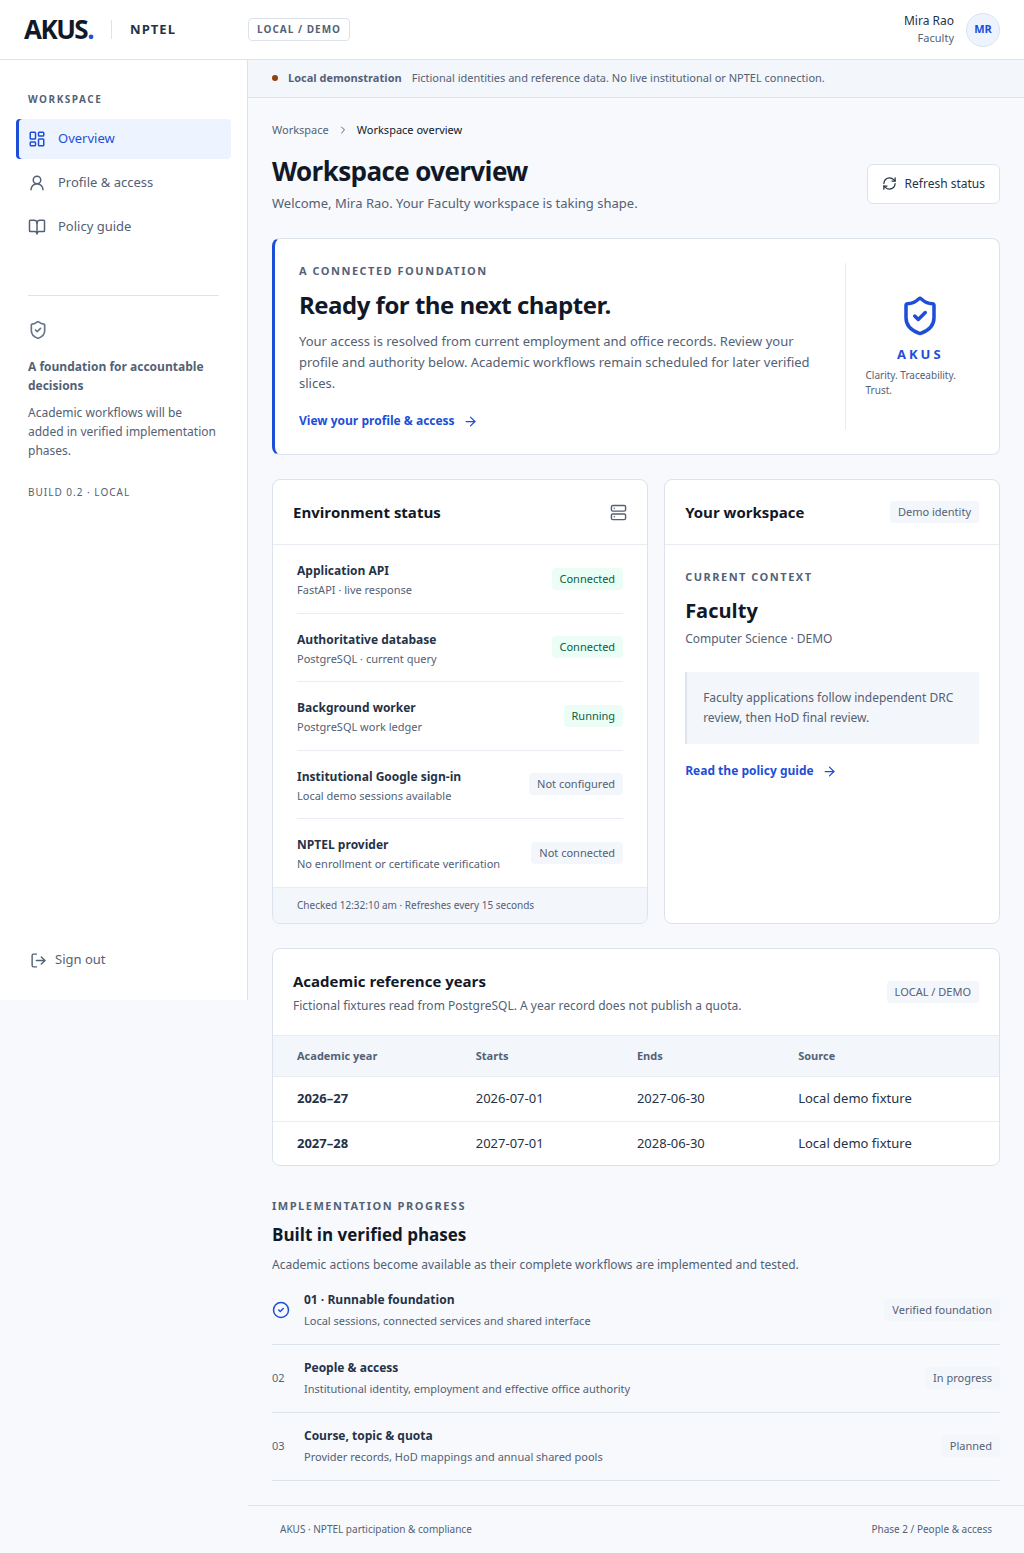 AKUS.
NPTEL
LOCAL / DEMO
Mira Rao
Faculty
MR
WORKSPACE
Overview
Profile & access
Policy guide
A foundation for accountable
decisions
Academic workflows will be
added in verified implementation
phases.
BUILD 0.2 · LOCAL
Sign out
Local demonstration Fictional identities and reference data. No live institutional or NPTEL connection.
Workspace > Workspace overview
Workspace overview
Welcome, Mira Rao. Your Faculty workspace is taking shape.
Refresh status
A CONNECTED FOUNDATION
Ready for the next chapter.
Your access is resolved from current employment and office records. Review your
profile and authority below. Academic workflows remain scheduled for later verified
slices.
View your profile & access →
AKUS
Clarity. Traceability.
Trust.
Environment status
Application API
FastAPI · live response
Connected
Authoritative database
PostgreSQL · current query
Connected
Background worker
PostgreSQL work ledger
Running
Institutional Google sign-in
Local demo sessions available
Not configured
NPTEL provider
No enrollment or certificate verification
Not connected
Checked 12:32:10 am · Refreshes every 15 seconds
Your workspace
Demo identity
CURRENT CONTEXT
Faculty
Computer Science · DEMO
Faculty applications follow independent DRC
review, then HoD final review.
Read the policy guide →
Academic reference years
Fictional fixtures read from PostgreSQL. A year record does not publish a quota.
LOCAL / DEMO
Academic year Starts Ends Source
2026–27 2026-07-01 2027-06-30 Local demo fixture
2027–28 2027-07-01 2028-06-30 Local demo fixture
IMPLEMENTATION PROGRESS
Built in verified phases
Academic actions become available as their complete workflows are implemented and tested.
01 · Runnable foundation
Local sessions, connected services and shared interface
Verified foundation
02
People & access
Institutional identity, employment and effective office authority
In progress
03
Course, topic & quota
Provider records, HoD mappings and annual shared pools
Planned
AKUS · NPTEL participation & compliance
Phase 2 / People & access